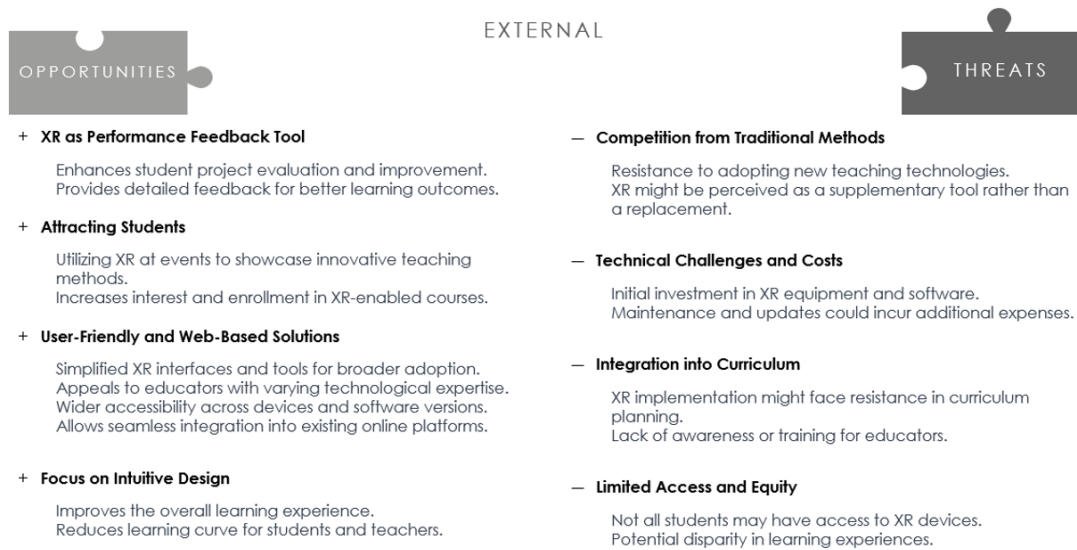 EXTERNAL
OPPORTUNITIES
THREATS
+ XR as Performance Feedback Tool
Enhances student project evaluation and improvement.
Provides detailed feedback for better learning outcomes.
+ Attracting Students
Utilizing XR at events to showcase innovative teaching
methods.
Increases interest and enrollment in XR-enabled courses.
+ User-Friendly and Web-Based Solutions
Simplified XR interfaces and tools for broader adoption.
Appeals to educators with varying technological expertise.
Wider accessibility across devices and software versions.
Allows seamless integration into existing online platforms.
+ Focus on Intuitive Design
Improves the overall learning experience.
Reduces learning curve for students and teachers.
— Competition from Traditional Methods
Resistance to adopting new teaching technologies.
XR might be perceived as a supplementary tool rather than
a replacement.
— Technical Challenges and Costs
Initial investment in XR equipment and software.
Maintenance and updates could incur additional expenses.
— Integration into Curriculum
XR implementation might face resistance in curriculum
planning.
Lack of awareness or training for educators.
— Limited Access and Equity
Not all students may have access to XR devices.
Potential disparity in learning experiences.